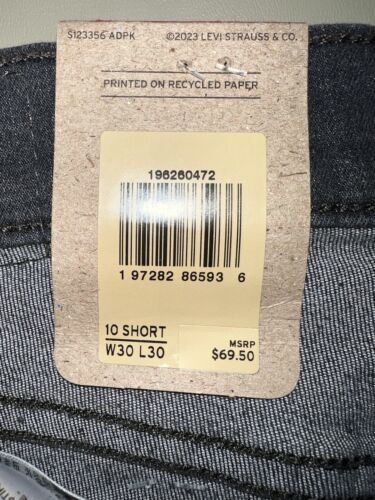 S123356 ADPK ©2023 LEVI STRAUSS & CO.
PRINTED ON RECYCLED PAPER
196260472
1 97282 86593 6
10 SHORT
W30 L30
MSRP
$69.50